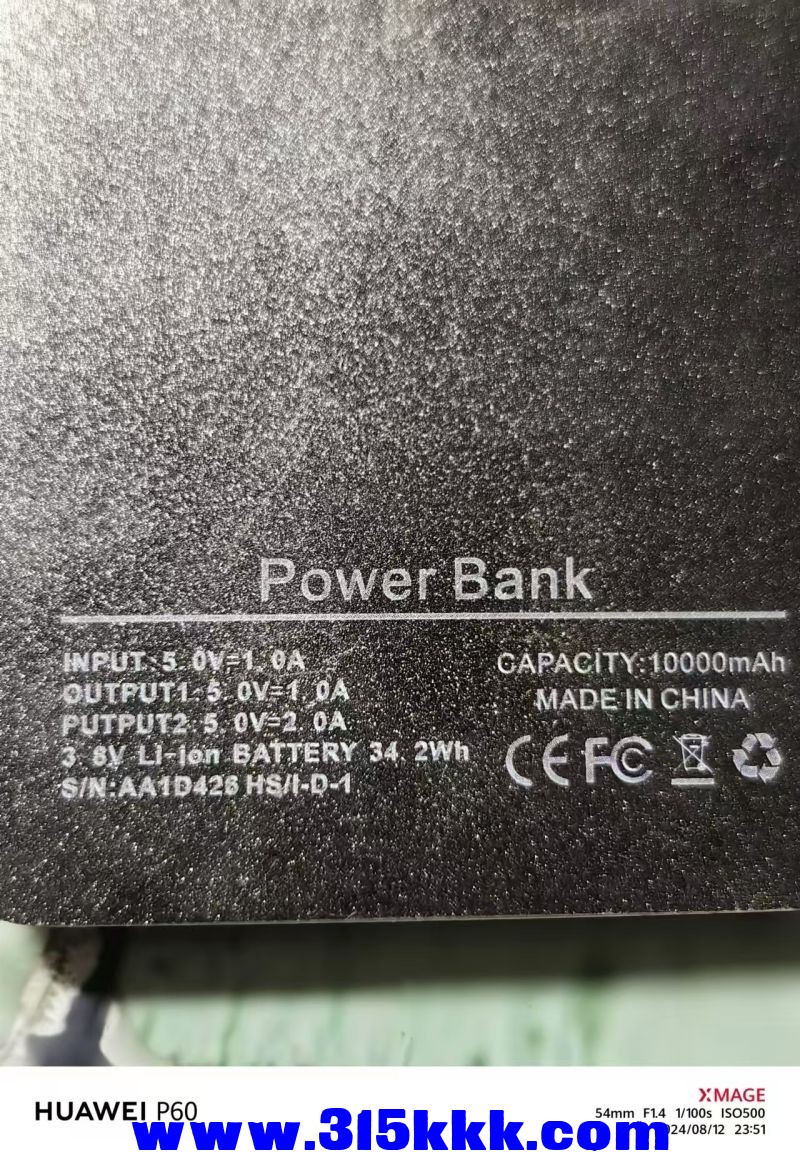 Power Bank
INPUT:5.0V=1.0A
OUTPUT1:5.0V=1.0A
PUTPUT2:5.0V=2.0A
3.8V Li-ion BATTERY 34.2Wh
S/N:AA1D426 HS/I-D-1
CAPACITY:10000mAh
MADE IN CHINA
CE FC
HUAWEI P60
XMAGE
54mm F1.4 1/100s ISO500
024/08/12 23:51
www.315kkk.com